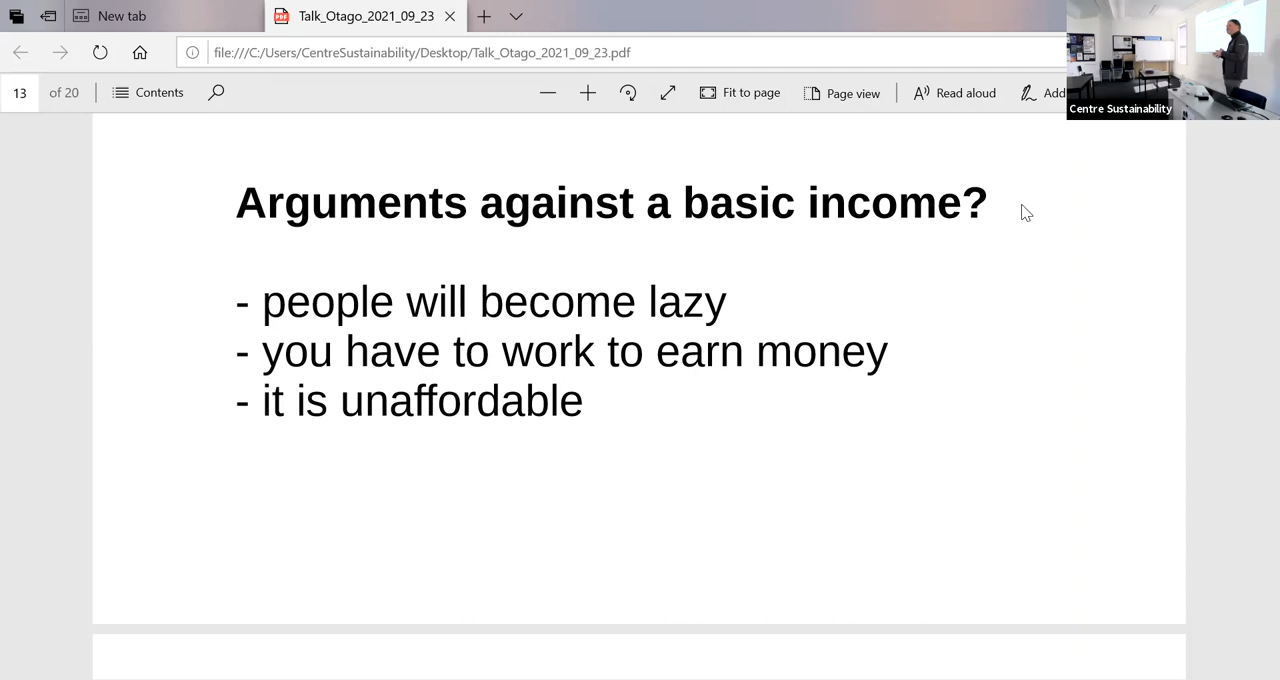 New tab
Talk_Otago_2021_09_23
file:///C:/Users/CentreSustainability/Desktop/Talk_Otago_2021_09_23.pdf
13 of 20 Contents Fit to page Page view Read aloud Add
Centre Sustainability
Arguments against a basic income?
- people will become lazy
- you have to work to earn money
- it is unaffordable